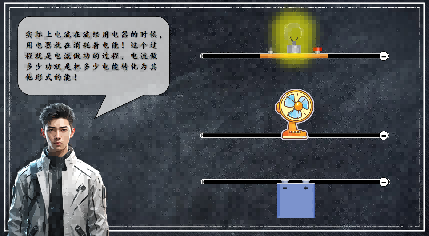 实际上电流在流经用电器的时候，
用电器就在消耗着电能！这个过
程就是电流做功的过程，电流做
多少功就是把多少电能转化为其
他形式的能！